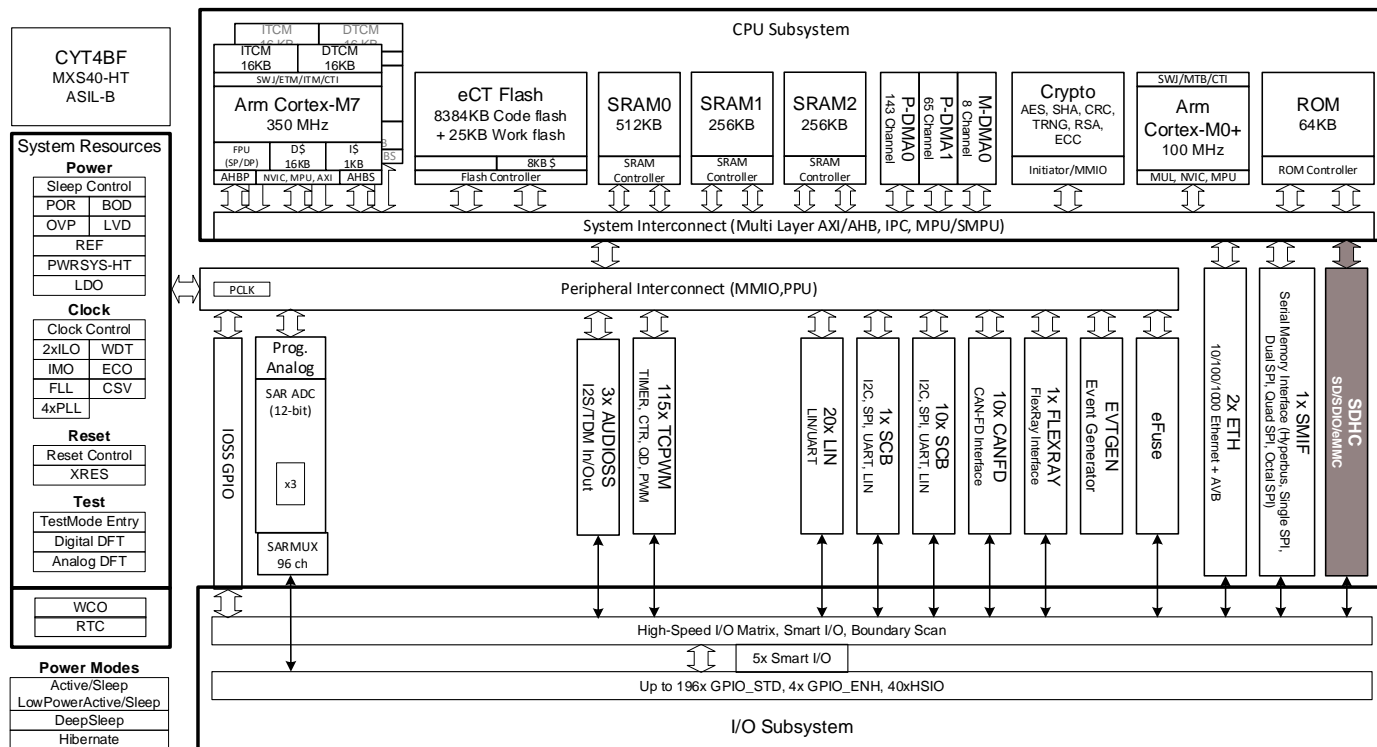 CYT4BF
MXS40-HT
ASIL-B
System Resources
Power
Sleep Control
POR BOD
OVP LVD
REF
PWRSYS-HT
LDO
Clock
Clock Control
2xILO WDT
IMO ECO
FLL CSV
4xPLL
Reset
Reset Control
XRES
Test
TestMode Entry
Digital DFT
Analog DFT
WCO
RTC
Power Modes
Active/Sleep
LowPowerActive/Sleep
DeepSleep
Hibernate
CPU Subsystem
ITCM DTCM
16 KB 16 KB
ITCM DTCM
16KB 16KB
SWJ/ETM/ITM/CTI
Arm Cortex-M7
350 MHz
FPU
(SP/DP)
D$
16KB
I$
1KB
AHBP NVIC, MPU, AXI AHBS
eCT Flash
8384KB Code flash
+ 25KB Work flash
8KB $
Flash Controller
SRAM0
512KB
SRAM
Controller
SRAM1
256KB
SRAM
Controller
SRAM2
256KB
SRAM
Controller
P-DMA0
143 Channel
P-DMA1
65 Channel
M-DMA0
8 Channel
Crypto
AES, SHA, CRC,
TRNG, RSA,
ECC
Initiator/MMIO
SWJ/MTB/CTI
Arm
Cortex-M0+
100 MHz
MUL, NVIC, MPU
ROM
64KB
ROM Controller
System Interconnect (Multi Layer AXI/AHB, IPC, MPU/SMPU)
PCLK
Peripheral Interconnect (MMIO,PPU)
IOSS GPIO
Prog.
Analog
SAR ADC
(12-bit)
x3
SARMUX
96 ch
3x AUDIOSS
I2S/TDM In/Out
115x TCPWM
TIMER, CTR, QD, PWM
20x LIN
LIN/UART
1x SCB
I2C, SPI, UART, LIN
10x SCB
I2C, SPI, UART, LIN
10x CANFD
CAN-FD Interface
1x FLEXRAY
FlexRay Interface
EVTGEN
Event Generator
eFuse
2x ETH
10/100/1000 Ethernet + AVB
1x SMIF
Serial Memory Interface (Hyperbus, Single SPI,
Dual SPI, Quad SPI, Octal SPI)
SDHC
SD/SDIO/eMMC
High-Speed I/O Matrix, Smart I/O, Boundary Scan
5x Smart I/O
Up to 196x GPIO_STD, 4x GPIO_ENH, 40xHSIO
I/O Subsystem